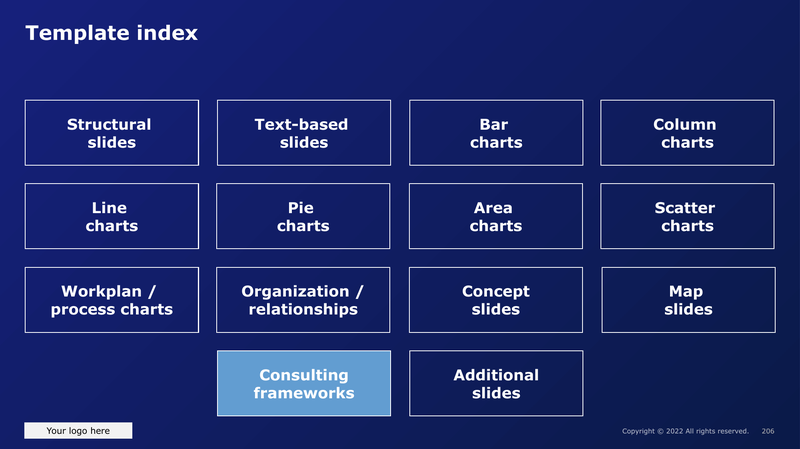 Template index
Structural
slides
Text-based
slides
Bar
charts
Column
charts
Line
charts
Pie
charts
Area
charts
Scatter
charts
Workplan /
process charts
Organization /
relationships
Concept
slides
Map
slides
Consulting
frameworks
Additional
slides
Your logo here
Copyright © 2022 All rights reserved. 206